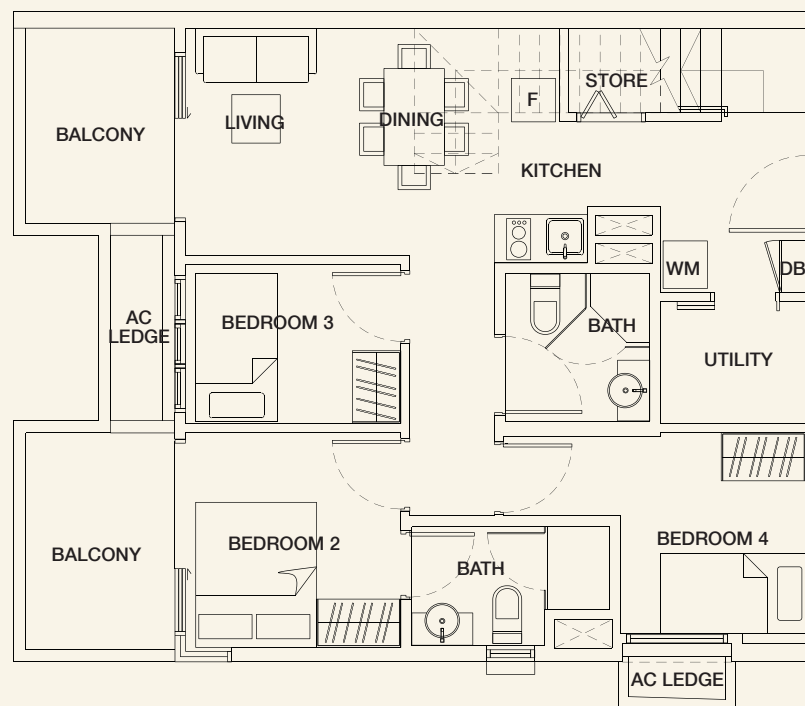 STORE
F
BALCONY
LIVING
DINING
KITCHEN
WM
DB
AC
LEDGE
BEDROOM 3
BATH
UTILITY
BALCONY
BEDROOM 2
BATH
BEDROOM 4
AC LEDGE